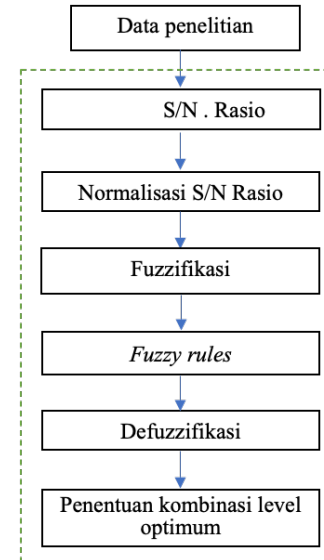 Data penelitian
S/N . Rasio
Normalisasi S/N Rasio
Fuzzifikasi
Fuzzy rules
Defuzzifikasi
Penentuan kombinasi level
optimum